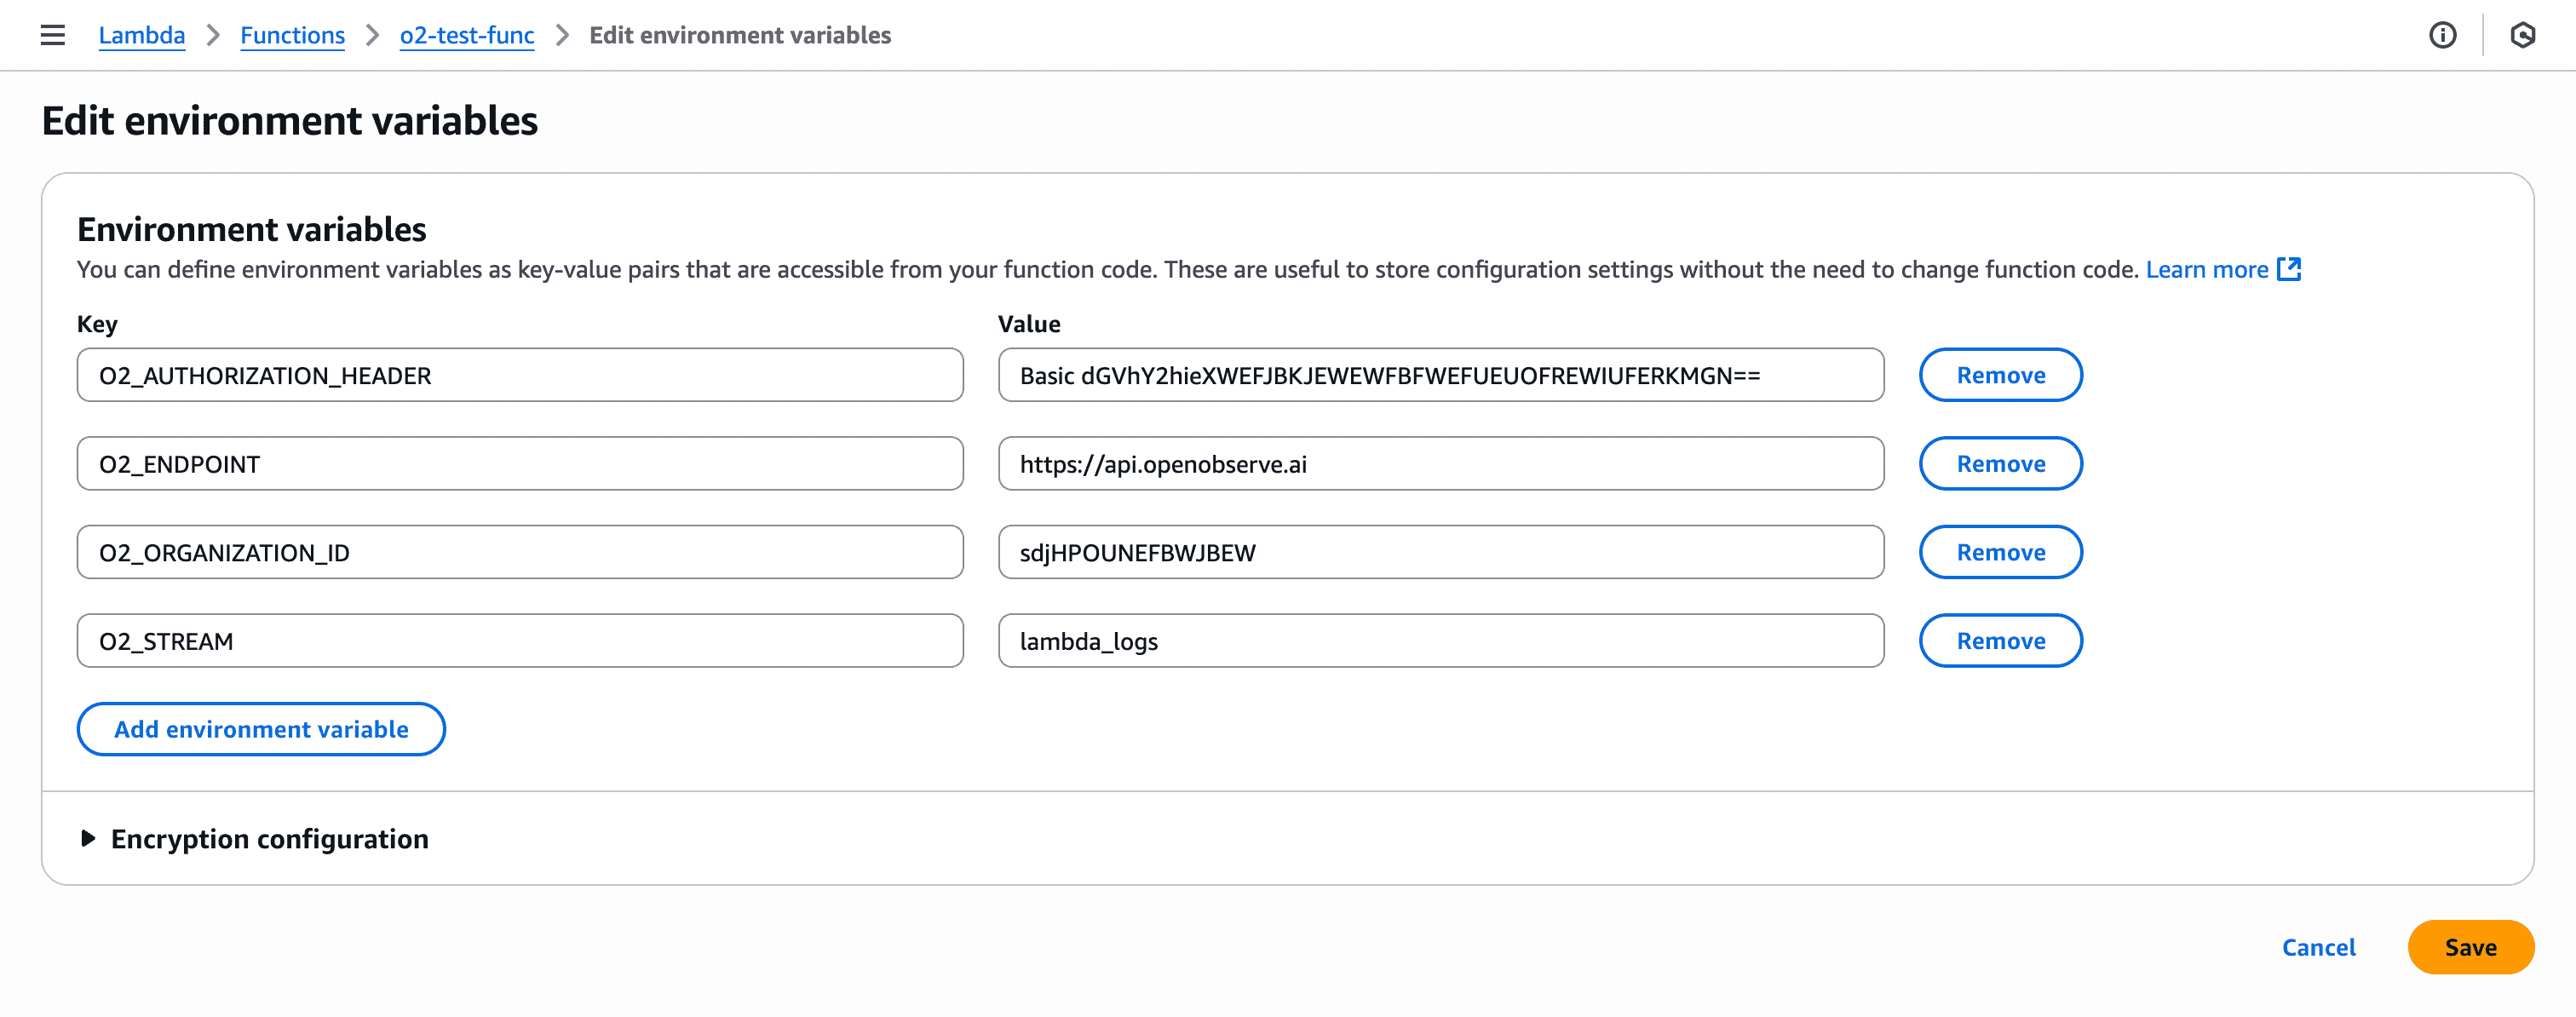 Lambda > Functions > o2-test-func > Edit environment variables
Edit environment variables
Environment variables
You can define environment variables as key-value pairs that are accessible from your function code. These are useful to store configuration settings without the need to change function code. Learn more
Key Value
O2_AUTHORIZATION_HEADER Basic dGVhY2hieXWEFJBKJEWEWFBFWEFUEUOFREWIUFERKMGN== Remove
O2_ENDPOINT https://api.openobserve.ai Remove
O2_ORGANIZATION_ID sdjHPOUNEFBWJBEW Remove
O2_STREAM lambda_logs Remove
Add environment variable
Encryption configuration
Cancel Save